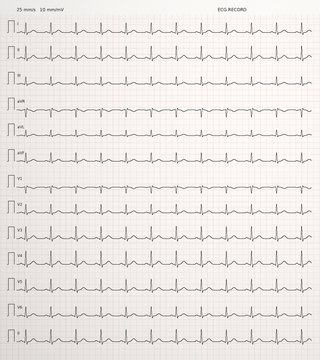 25 mm/s 10 mm/mV ECG RECORD
I
II
III
aVR
aVL
aVF
V1
V2
V3
V4
V5
V6
II